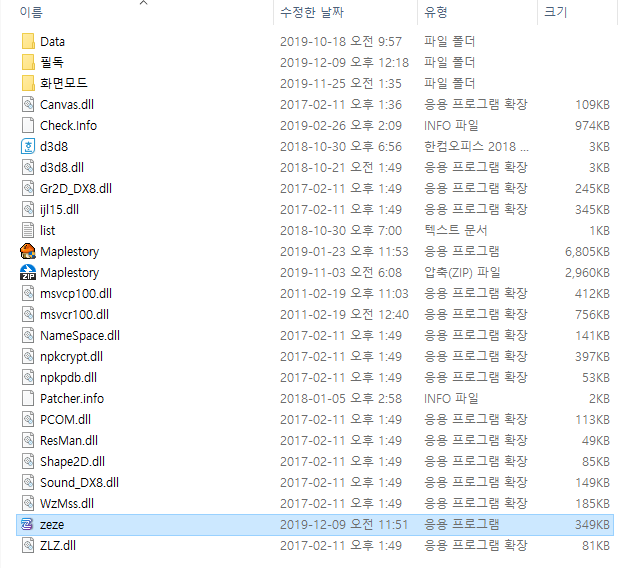 이름 수정한 날짜 유형 크기
Data 2019-10-18 오전 9:57 파일 폴더
필독 2019-12-09 오후 12:18 파일 폴더
화면모드 2019-11-25 오후 1:35 파일 폴더
Canvas.dll 2017-02-11 오후 1:36 응용 프로그램 확장 109KB
Check.Info 2019-02-26 오후 2:09 INFO 파일 974KB
d3d8 2018-10-30 오후 6:56 한컴오피스 2018 ... 3KB
d3d8.dll 2018-10-21 오전 1:49 응용 프로그램 확장 3KB
Gr2D_DX8.dll 2017-02-11 오후 1:49 응용 프로그램 확장 245KB
ijl15.dll 2017-02-11 오후 1:49 응용 프로그램 확장 345KB
list 2018-10-30 오후 7:00 텍스트 문서 1KB
Maplestory 2019-01-23 오후 11:53 응용 프로그램 6,805KB
Maplestory 2019-11-03 오전 6:08 압축(ZIP) 파일 2,960KB
msvcp100.dll 2011-02-19 오후 11:03 응용 프로그램 확장 412KB
msvcr100.dll 2011-02-19 오전 12:40 응용 프로그램 확장 756KB
NameSpace.dll 2017-02-11 오후 1:49 응용 프로그램 확장 141KB
npkcrypt.dll 2017-02-11 오후 1:49 응용 프로그램 확장 397KB
npkpdb.dll 2017-02-11 오후 1:49 응용 프로그램 확장 53KB
Patcher.info 2018-01-05 오후 2:58 INFO 파일 2KB
PCOM.dll 2017-02-11 오후 1:49 응용 프로그램 확장 113KB
ResMan.dll 2017-02-11 오후 1:49 응용 프로그램 확장 49KB
Shape2D.dll 2017-02-11 오후 1:49 응용 프로그램 확장 85KB
Sound_DX8.dll 2017-02-11 오후 1:49 응용 프로그램 확장 149KB
WzMss.dll 2017-02-11 오후 1:49 응용 프로그램 확장 185KB
zeze 2019-12-09 오전 11:51 응용 프로그램 349KB
ZLZ.dll 2017-02-11 오후 1:49 응용 프로그램 확장 81KB